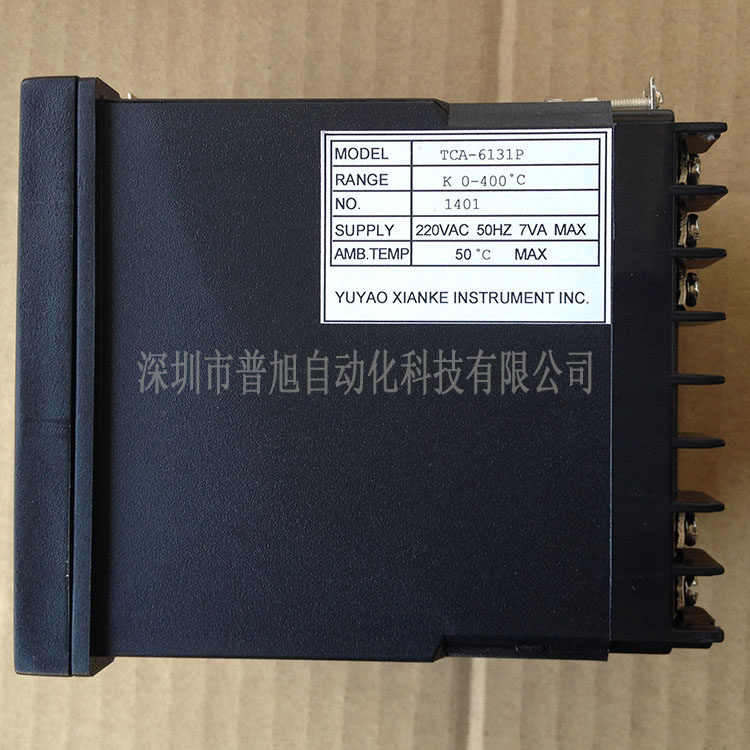 MODEL TCA-6131P
RANGE K 0-400°C
NO. 1401
SUPPLY 220VAC 50HZ 7VA MAX
AMB.TEMP 50°C MAX
YUYAO XIANKE INSTRUMENT INC.
深圳市普旭自动化科技有限公司